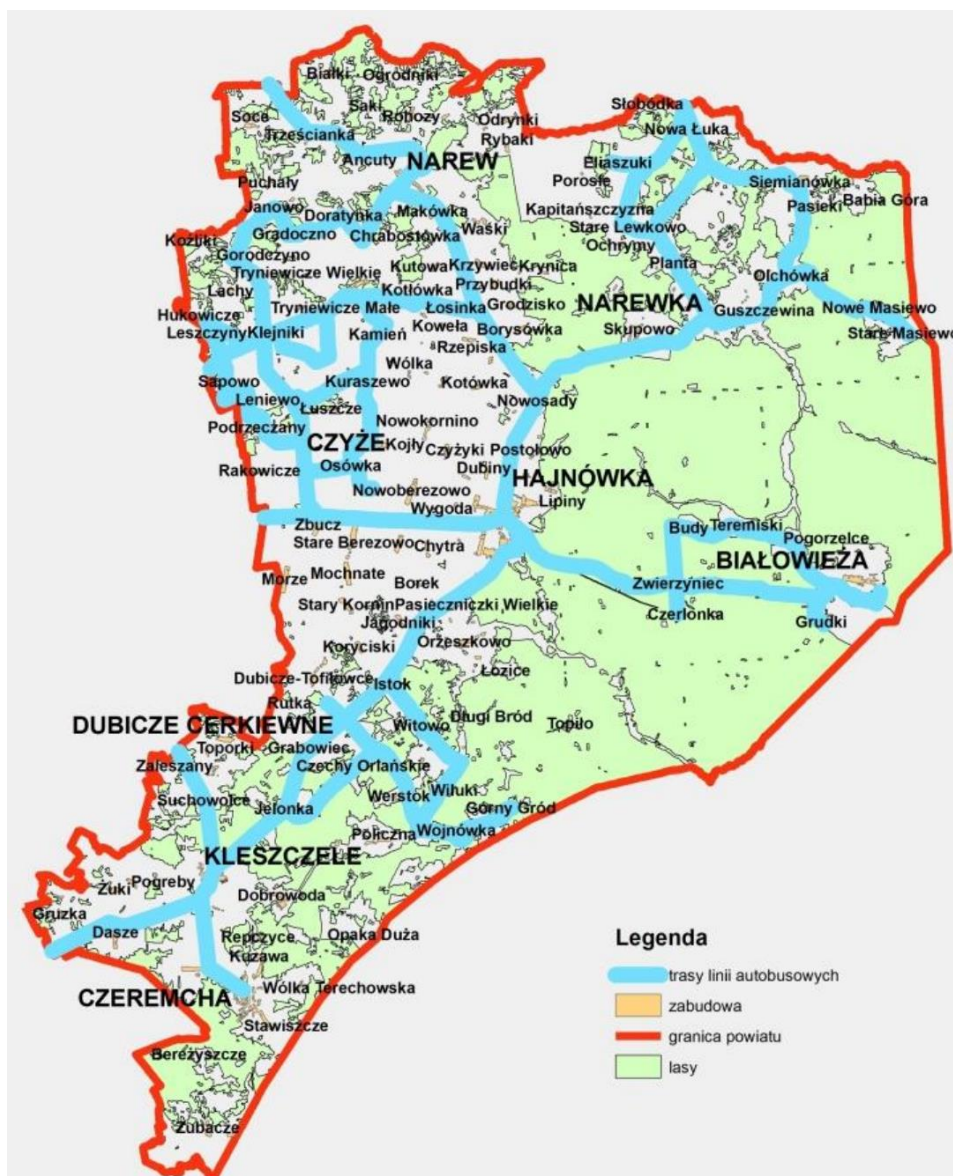 Białki
Ogrodniki
Słobódka
Saki
Soce
Rohozy
Odrynki
Nowa Łuka
Trześcianka
Rybaki
Ancuty
NAREW
Eliaszuki
Puchały
Porosłe
Siemianówka
Babia Góra
Pasieki
Janowo
Doratynka
Makówka
Kapitańszczyzna
Gradoczno
Chrabostówka
Waśki
Stare Lewkowo
Koźliki
Ochrymy
Gorodczyno
Tryniewicze Wielkie
Kutowa
Krzywiec
Krynica
Planta
Olchówka
Lachy
Kotłówka
Przybudki
Tryniewicze Małe
Łosinka
Grodzisko
NAREWKA
Guszczewina
Nowe Masiewo
Hukowicze
Leszczyny
Klejniki
Kamień
Koweła
Borysówka
Skupowo
Stare Masiewo
Rzepiska
Wólka
Sapowo
Kuraszewo
Kotówka
Leniewo
Nowosady
Łuszcze
Podrzeczany
Nowokornino
CZYŻE
Kojły
Czyżyki
Postołowo
Rakowicze
Osówka
Dubiny
HAJNÓWKA
Nowoberezowo
Lipiny
Wygoda
Zbucz
Budy
Teremiski
Stare Berezowo
Chytra
Pogorzelce
BIAŁOWIEŻA
Morze
Mochnate
Borek
Zwierzyniec
Stary Kornin
Pasieczniczki Wielkie
Czerlonka
Jagodniki
Grudki
Orzeszkowo
Koryciski
Dubicze-Tofiłowce
Istok
Łozice
Rutka
DUBICZE CERKIEWNE
Witowo
Długi Bród
Topiło
Toporki
Grabowiec
Zaleszany
Czechy Orlańskie
Suchowolce
Jelonka
Werstok
Wiluki
Górny Gród
Policzna
Wojnówka
KLESZCZELE
Żuki
Pogreby
Dobrowoda
Gruzka
Dasze
Repczyce
Opaka Duża
Kuzawa
CZEREMCHA
Wólka Terechowska
Stawiszcze
Bereżyszcze
Zubacze
Legenda
trasy linii autobusowych
zabudowa
granica powiatu
lasy